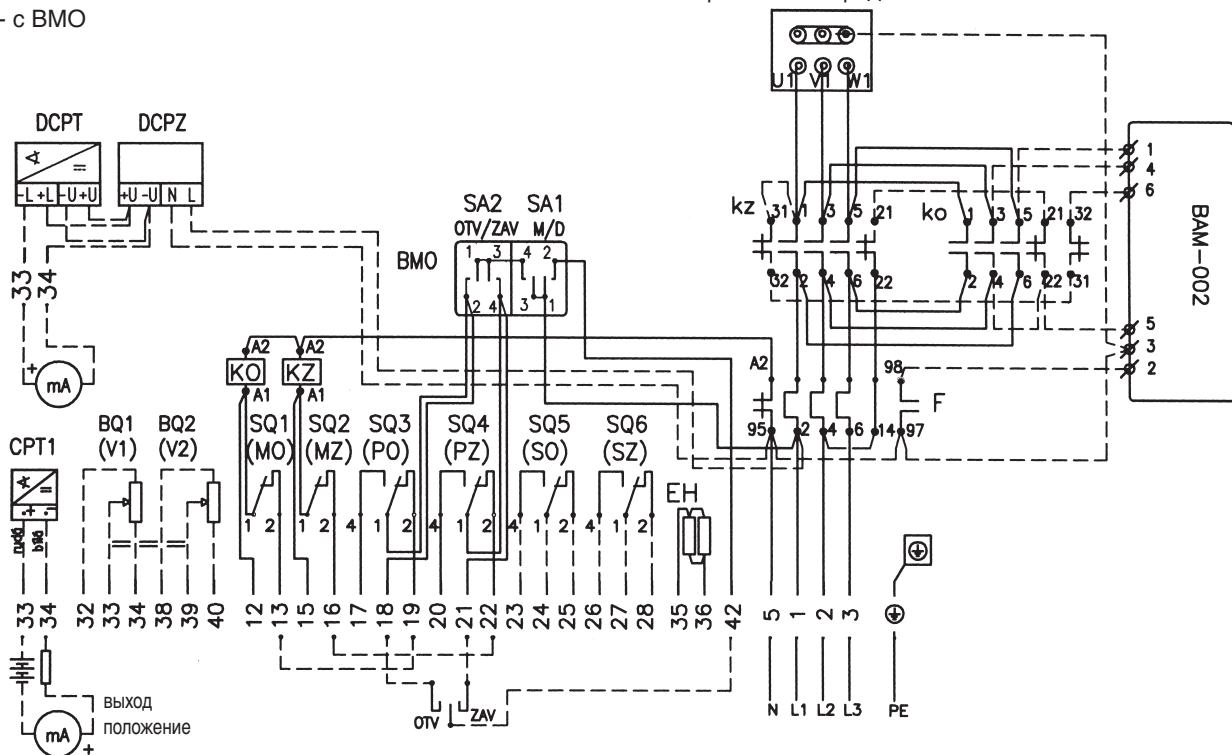 - с ВМО
U1 V1 W1
DCPT DCPZ
-L +L -U +U +U -U N L
1
4
6
BAM-002
SA2 SA1
OTV/ZAV M/D
BMO
1 3 4 2
2 4 3 1
kz 31 1 3 5 21 ko 1 3 5 21 32
32 2 4 6 22 2 4 6 22 31
33 34
5
3
2
A2 A2
KO KZ
A1 A1
A2 98
F
95 2 4 6 14 97
+ mA
CPT1
BQ1 (V1)
BQ2 (V2)
SQ1 (MO)
SQ2 (MZ)
SQ3 (PO)
SQ4 (PZ)
SQ5 (SO)
SQ6 (SZ)
EH
+ -
rudá bílá
1 2 1 2 4 1 2 4 1 2 4 1 2 4 1 2
33 34 32 33 34 38 39 40 12 13 15 16 17 18 19 20 21 22 23 24 25 26 27 28 35 36 42 5 1 2 3
выход
положение
mA +
OTV ZAV
N L1 L2 L3 PE